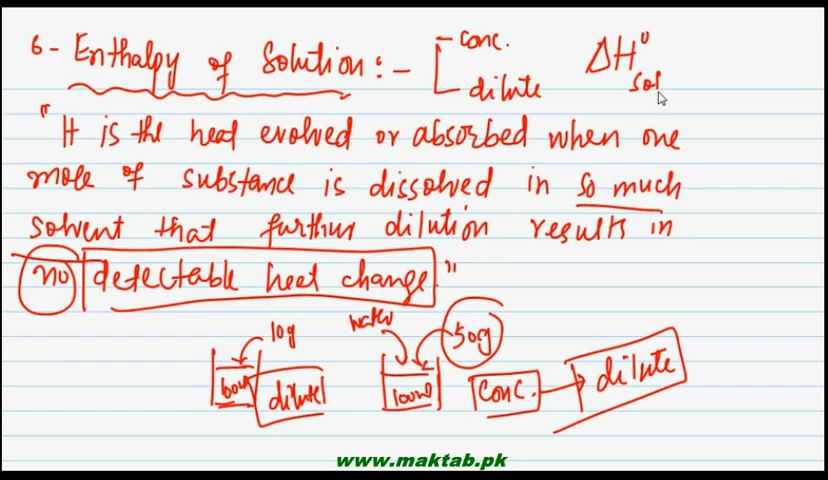 6- Enthalpy of Solution:- conc.
dilute
ΔH° sol
"It is the heat evolved or absorbed when one
mole of substance is dissolved in so much
solvent that further dilution results in
no detectable heat change."
10g
water
50g
dilute
100ml
conc.
dilute
www.maktab.pk